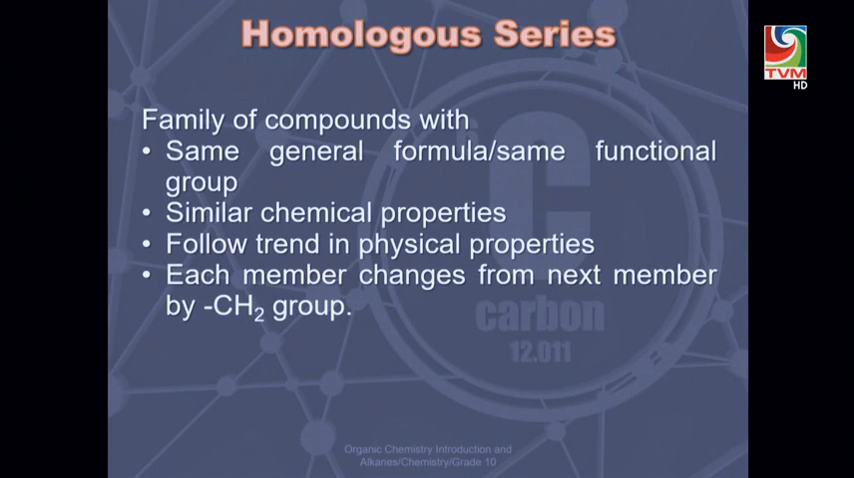 Homologous Series
TVM
HD
Family of compounds with
• Same general formula/same functional
group
• Similar chemical properties
• Follow trend in physical properties
• Each member changes from next member
by -CH₂ group.
C
carbon
12.011
Organic Chemistry Introduction and
Alkanes/Chemistry/Grade 10